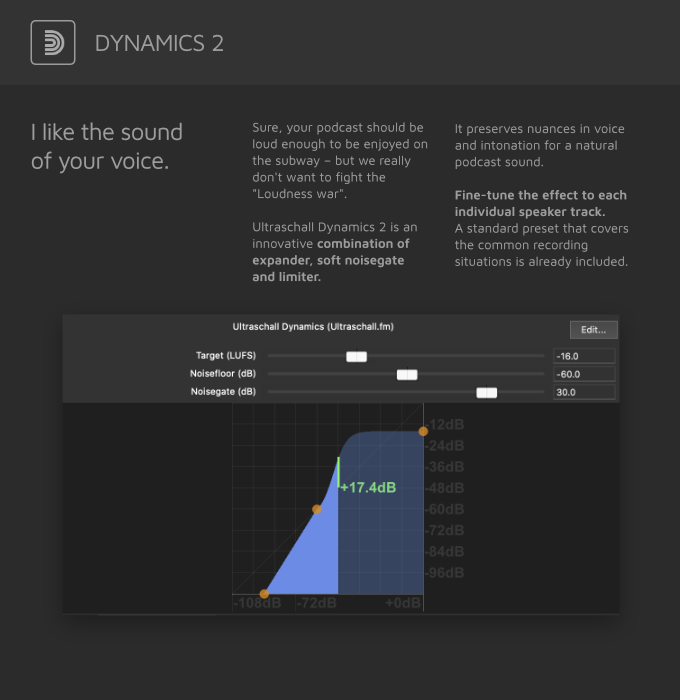 DYNAMICS 2
I like the sound
of your voice.
Sure, your podcast should be
loud enough to be enjoyed on
the subway – but we really
don't want to fight the
"Loudness war".
Ultraschall Dynamics 2 is an
innovative combination of
expander, soft noisegate
and limiter.
It preserves nuances in voice
and intonation for a natural
podcast sound.
Fine-tune the effect to each
individual speaker track.
A standard preset that covers
the common recording
situations is already included.
Ultraschall Dynamics (Ultraschall.fm)
Edit...
Target (LUFS)
-16.0
Noisefloor (dB)
-60.0
Noisegate (dB)
30.0
-12dB
-24dB
-36dB
+17.4dB
-48dB
-60dB
-72dB
-84dB
-96dB
-108dB
-72dB
+0dB